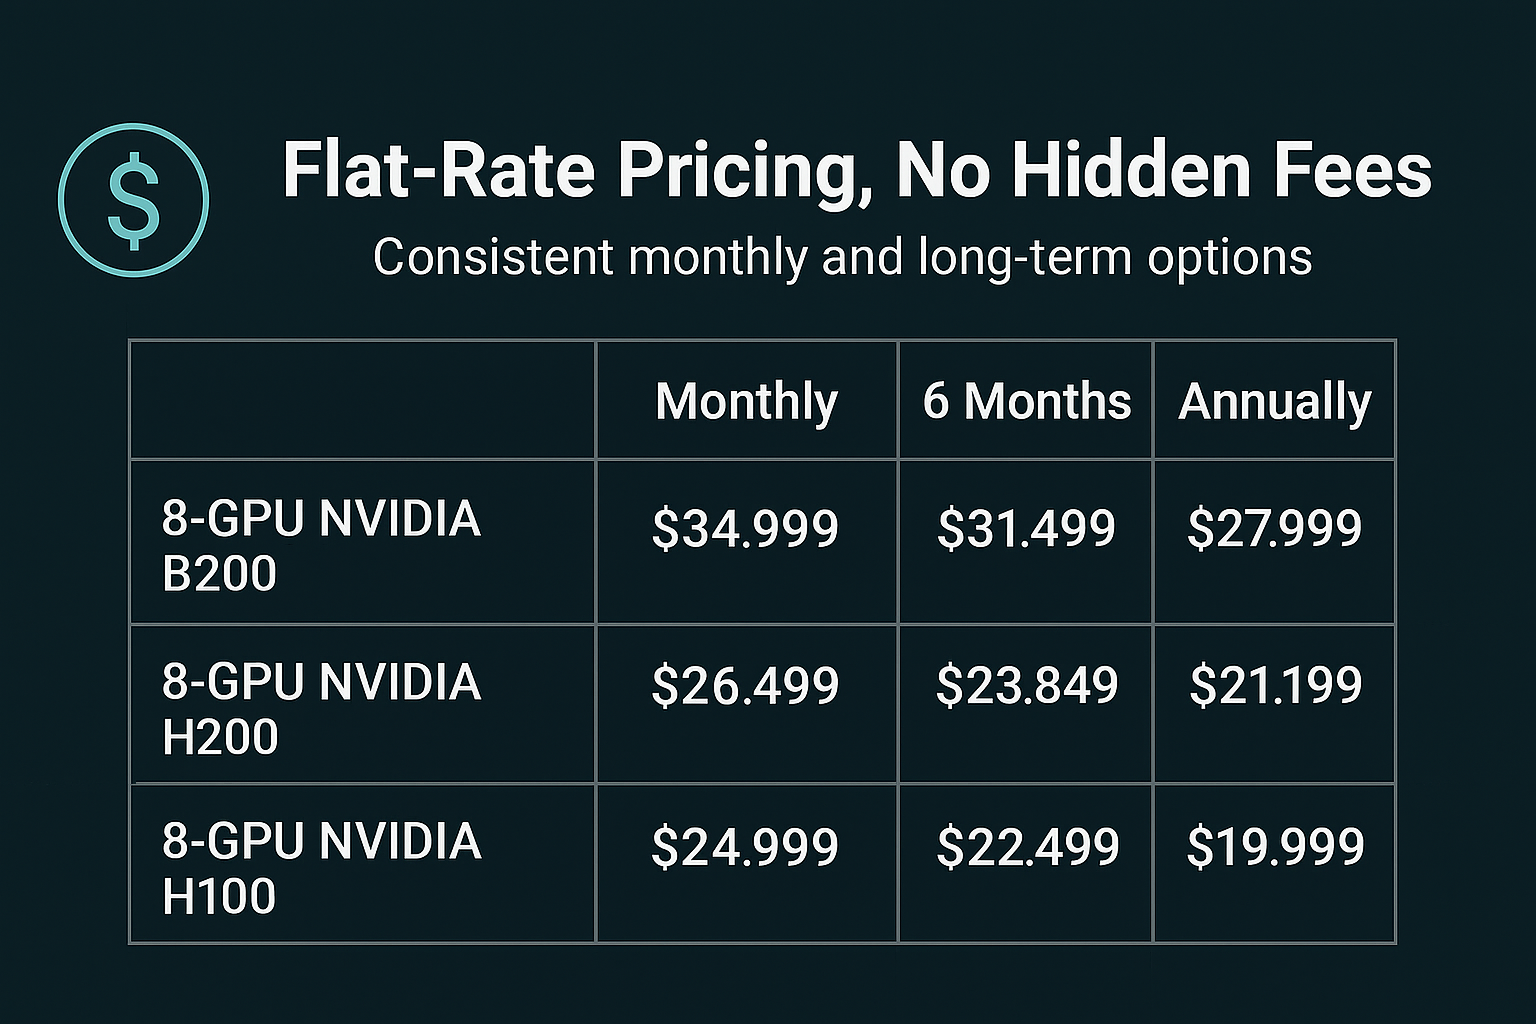 $
Flat-Rate Pricing, No Hidden Fees
Consistent monthly and long-term options
Monthly 6 Months Annually
8-GPU NVIDIA
B200
$34.999 $31.499 $27.999
8-GPU NVIDIA
H200
$26.499 $23.849 $21.199
8-GPU NVIDIA
H100
$24.999 $22.499 $19.999